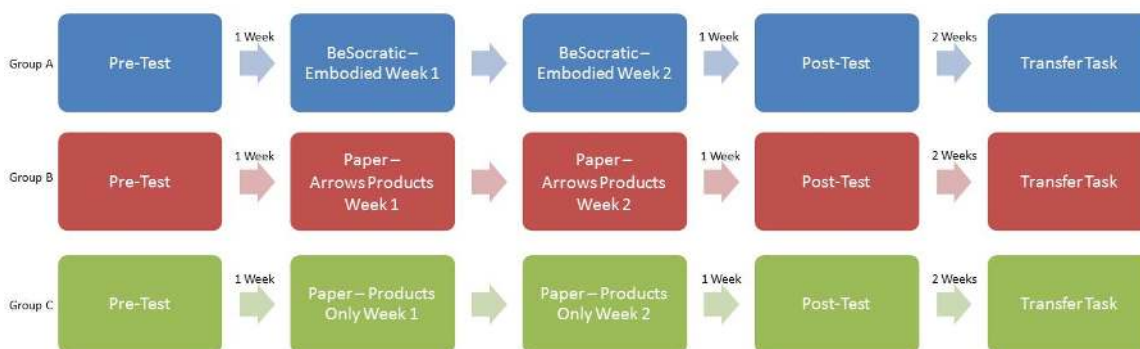 1 Week
1 Week
2 Weeks
Group A
Pre-Test
BeSocratic –
Embodied Week 1
BeSocratic –
Embodied Week 2
Post-Test
Transfer Task
1 Week
1 Week
2 Weeks
Group B
Pre-Test
Paper –
Arrows Products
Week 1
Paper –
Arrows Products
Week 2
Post-Test
Transfer Task
1 Week
1 Week
2 Weeks
Group C
Pre-Test
Paper – Products
Only Week 1
Paper – Products
Only Week 2
Post-Test
Transfer Task